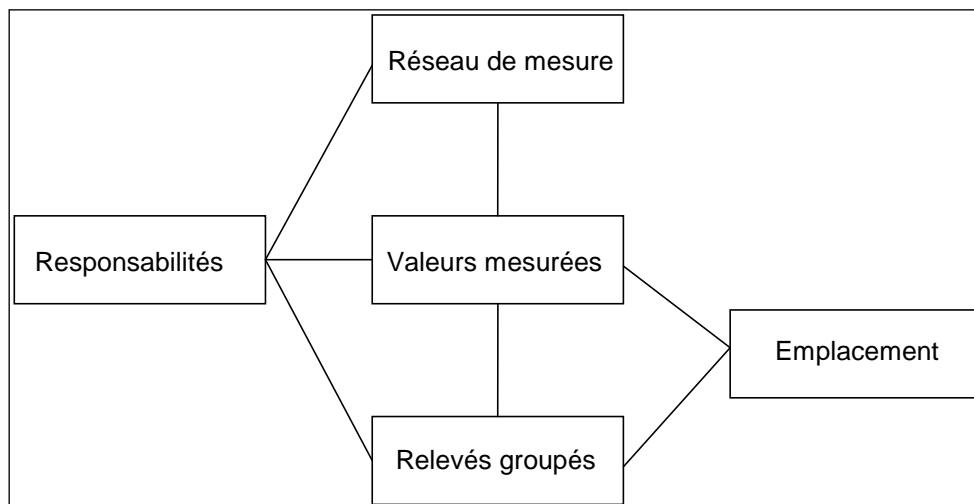 Réseau de mesure
Responsabilités
Valeurs mesurées
Emplacement
Relevés groupés